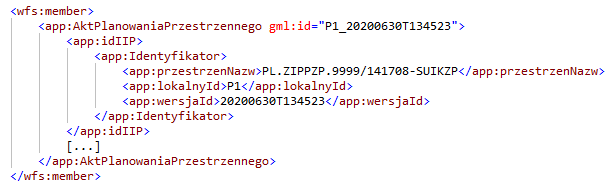 <wfs:member>
<app:AktPlanowaniaPrzestrzennego gml:id="P1_20200630T134523">
<app:idIIP>
<app:Identyfikator>
<app:przestrzenNazw>PL.ZIPPZP.9999/141708-SUIKZP</app:przestrzenNazw>
<app:lokalnyId>P1</app:lokalnyId>
<app:wersjaId>20200630T134523</app:wersjaId>
</app:Identyfikator>
</app:idIIP>
[...]
</app:AktPlanowaniaPrzestrzennego>
</wfs:member>